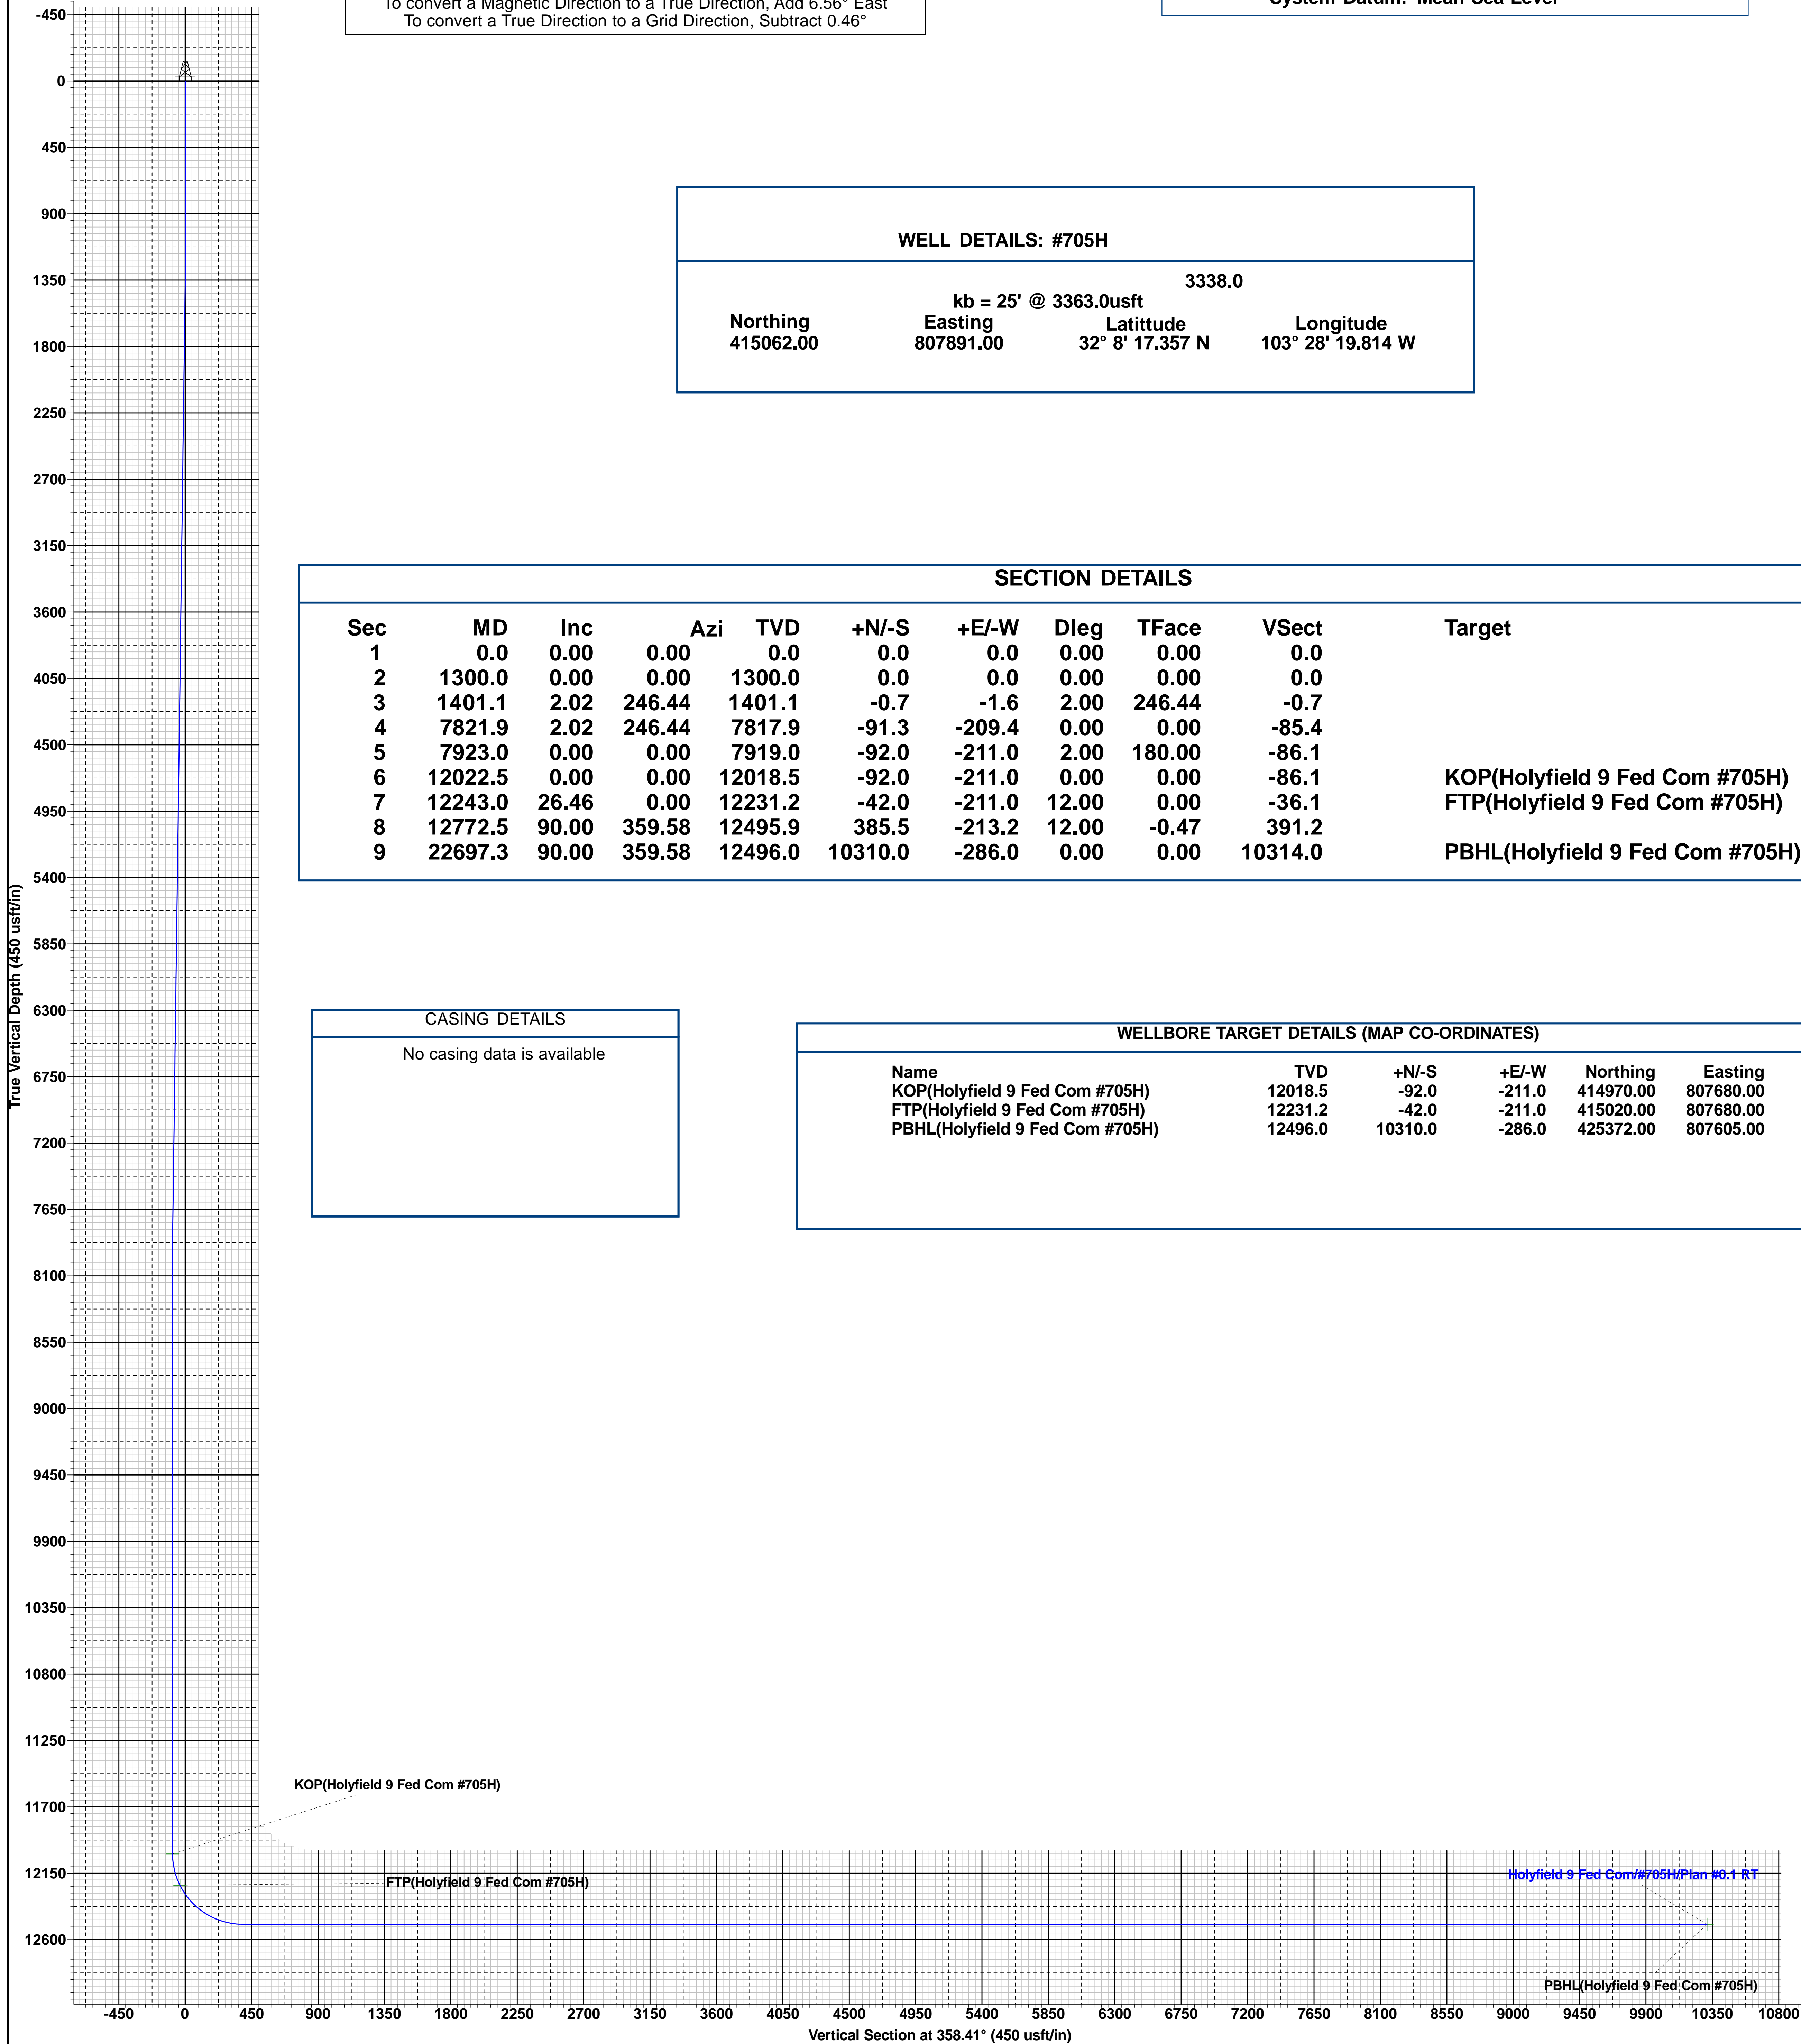 To convert a Magnetic Direction to a True Direction, Add 6.56° East
To convert a True Direction to a Grid Direction, Subtract 0.46°
System Datum: Mean Sea Level
WELL DETAILS: #705H
3338.0
kb = 25' @ 3363.0usft
Northing Easting Latittude Longitude
415062.00 807891.00 32° 8' 17.357 N 103° 28' 19.814 W
SECTION DETAILS
Sec MD Inc Azi TVD +N/-S +E/-W Dleg TFace VSect Target
1 0.0 0.00 0.00 0.0 0.0 0.0 0.00 0.00 0.0
2 1300.0 0.00 0.00 1300.0 0.0 0.0 0.00 0.00 0.0
3 1401.1 2.02 246.44 1401.1 -0.7 -1.6 2.00 246.44 -0.7
4 7821.9 2.02 246.44 7817.9 -91.3 -209.4 0.00 0.00 -85.4
5 7923.0 0.00 0.00 7919.0 -92.0 -211.0 2.00 180.00 -86.1
6 12022.5 0.00 0.00 12018.5 -92.0 -211.0 0.00 0.00 -86.1 KOP(Holyfield 9 Fed Com #705H)
7 12243.0 26.46 0.00 12231.2 -42.0 -211.0 12.00 0.00 -36.1 FTP(Holyfield 9 Fed Com #705H)
8 12772.5 90.00 359.58 12495.9 385.5 -213.2 12.00 -0.47 391.2
9 22697.3 90.00 359.58 12496.0 10310.0 -286.0 0.00 0.00 10314.0 PBHL(Holyfield 9 Fed Com #705H)
CASING DETAILS
No casing data is available
WELLBORE TARGET DETAILS (MAP CO-ORDINATES)
Name TVD +N/-S +E/-W Northing Easting
KOP(Holyfield 9 Fed Com #705H) 12018.5 -92.0 -211.0 414970.00 807680.00
FTP(Holyfield 9 Fed Com #705H) 12231.2 -42.0 -211.0 415020.00 807680.00
PBHL(Holyfield 9 Fed Com #705H) 12496.0 10310.0 -286.0 425372.00 807605.00
True Vertical Depth (450 usft/in)
-450
0
450
900
1350
1800
2250
2700
3150
3600
4050
4500
4950
5400
5850
6300
6750
7200
7650
8100
8550
9000
9450
9900
10350
10800
11250
11700
12150
12600
KOP(Holyfield 9 Fed Com #705H)
FTP(Holyfield 9 Fed Com #705H)
Holyfield 9 Fed Com/#705H/Plan #0.1 RT
PBHL(Holyfield 9 Fed Com #705H)
-450 0 450 900 1350 1800 2250 2700 3150 3600 4050 4500 4950 5400 5850 6300 6750 7200 7650 8100 8550 9000 9450 9900 10350 10800
Vertical Section at 358.41° (450 usft/in)